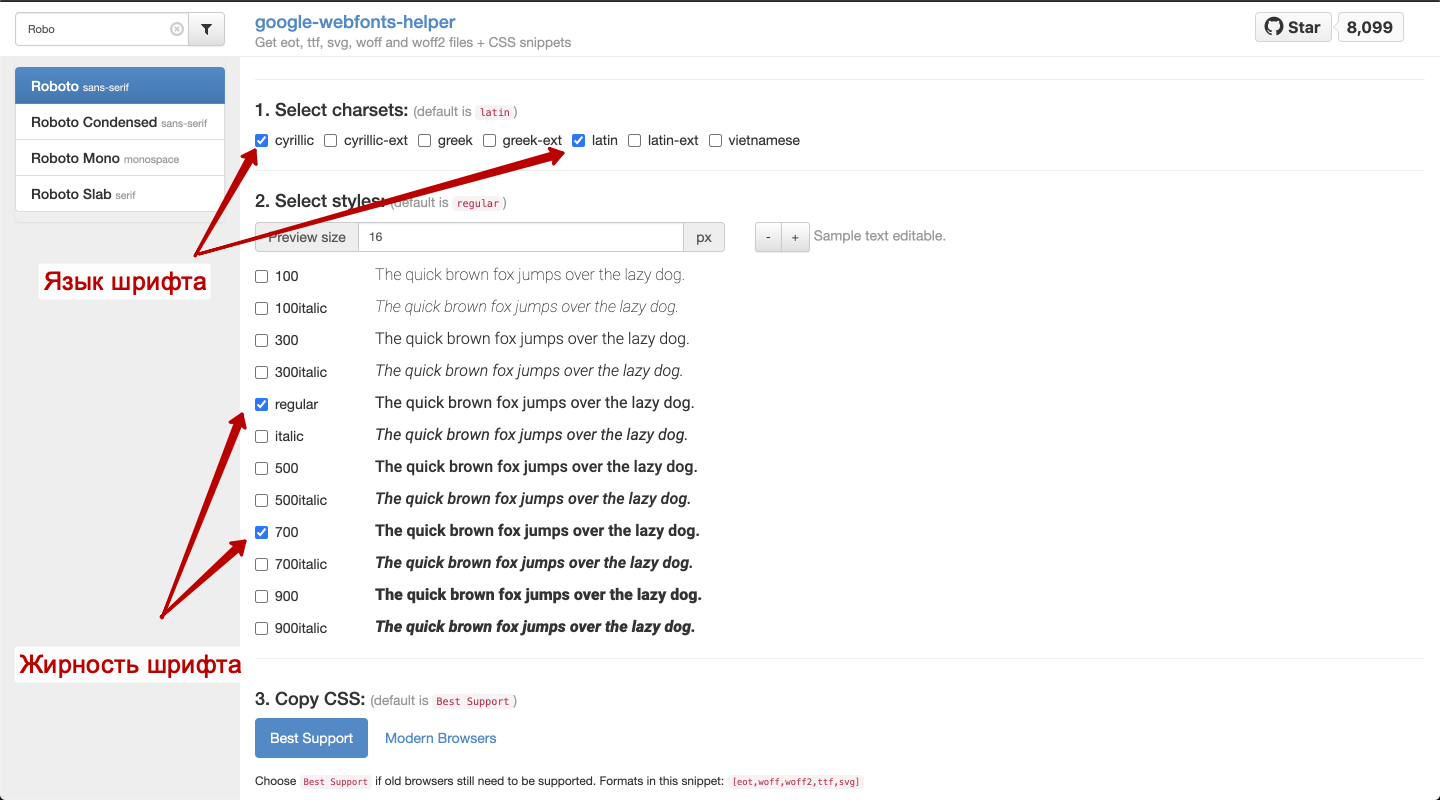 Robo
google-webfonts-helper
Get eot, ttf, svg, woff and woff2 files + CSS snippets
Star 8,099
Roboto sans-serif
Roboto Condensed sans-serif
Roboto Mono monospace
Roboto Slab serif
1. Select charsets: (default is latin)
cyrillic cyrillic-ext greek greek-ext latin latin-ext vietnamese
2. Select styles: (default is regular)
Preview size 16 px - + Sample text editable.
Язык шрифта
100 The quick brown fox jumps over the lazy dog.
100italic The quick brown fox jumps over the lazy dog.
300 The quick brown fox jumps over the lazy dog.
300italic The quick brown fox jumps over the lazy dog.
regular The quick brown fox jumps over the lazy dog.
italic The quick brown fox jumps over the lazy dog.
500 The quick brown fox jumps over the lazy dog.
500italic The quick brown fox jumps over the lazy dog.
700 The quick brown fox jumps over the lazy dog.
700italic The quick brown fox jumps over the lazy dog.
900 The quick brown fox jumps over the lazy dog.
900italic The quick brown fox jumps over the lazy dog.
Жирность шрифта
3. Copy CSS: (default is Best Support)
Best Support Modern Browsers
Choose Best Support if old browsers still need to be supported. Formats in this snippet: [eot,woff,woff2,ttf,svg]